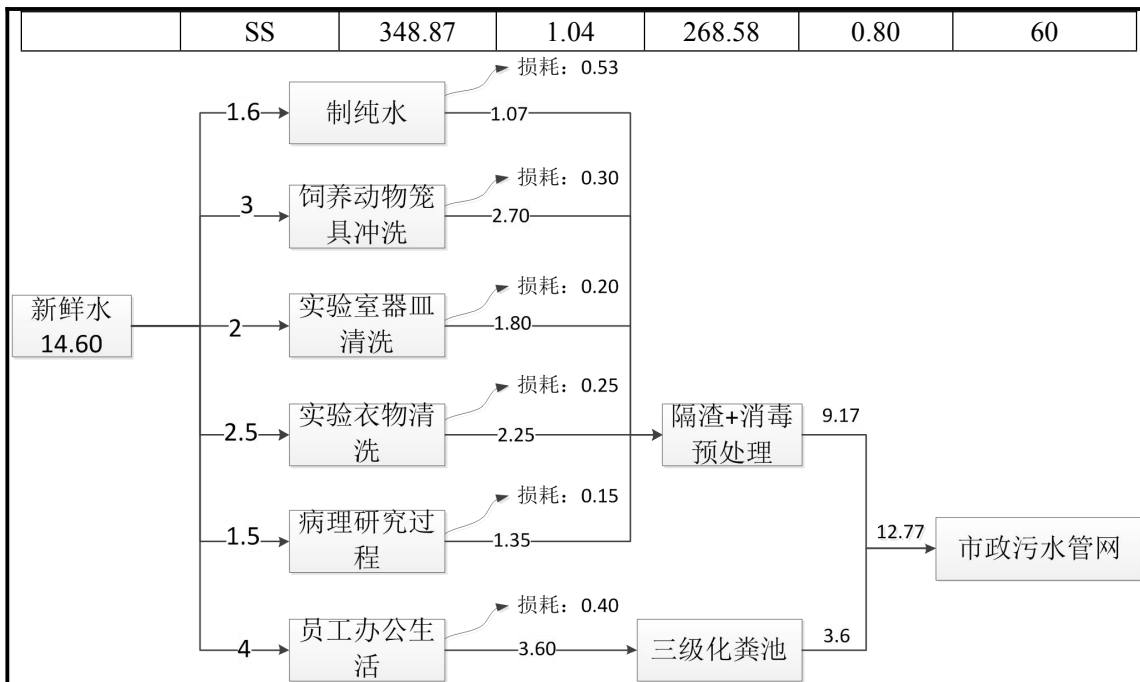 SS 348.87 1.04 268.58 0.80 60
损耗：0.53
1.6
制纯水
1.07
损耗：0.30
3
饲养动物笼
具冲洗
2.70
损耗：0.20
新鲜水
14.60
2
实验室器皿
清洗
1.80
损耗：0.25
2.5
实验衣物清
洗
2.25
隔渣+消毒
预处理
9.17
损耗：0.15
1.5
病理研究过
程
1.35
12.77
市政污水管网
损耗：0.40
4
员工办公生
活
3.60
三级化粪池
3.6